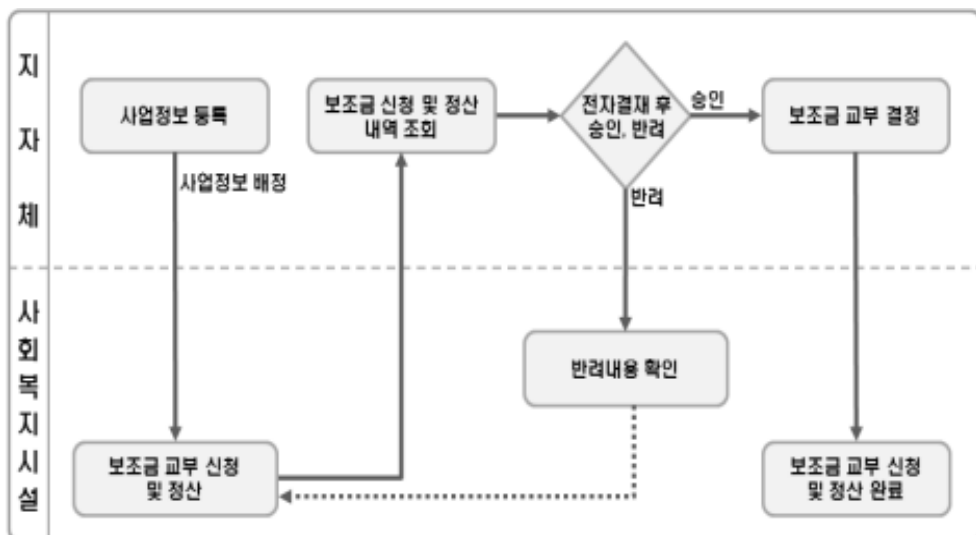 지자체
사업정보 등록
보조금 신청 및 정산
내역 조회
전자결재 후
승인, 반려
승인
보조금 교부 결정
사업정보 배정
반려
사회복지시설
반려내용 확인
보조금 교부 신청
및 정산
보조금 교부 신청
및 정산 완료